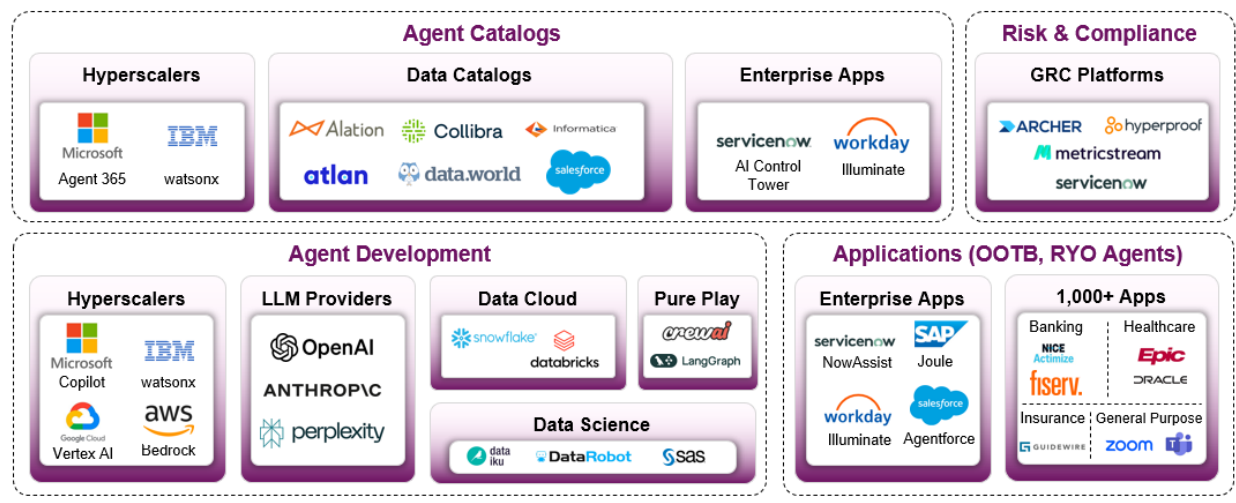 Agent Catalogs
Hyperscalers
Microsoft
Agent 365
IBM
watsonx
Data Catalogs
Alation
Collibra
Informatica
atlan
data.world
salesforce
Enterprise Apps
servicenow
AI Control
Tower
workday
Illuminate
Risk & Compliance
GRC Platforms
ARCHER
hyperproof
metricstream
servicenow
Agent Development
Hyperscalers
Microsoft
Copilot
IBM
watsonx
Google Cloud
Vertex AI
aws
Bedrock
LLM Providers
OpenAI
ANTHROP\C
perplexity
Data Cloud
snowflake
databricks
Pure Play
crewai
LangGraph
Data Science
data
iku
DataRobot
sas
Applications (OOTB, RYO Agents)
Enterprise Apps
servicenow
NowAssist
SAP
Joule
workday
Illuminate
salesforce
Agentforce
1,000+ Apps
Banking
NICE
Actimize
fiserv.
Healthcare
Epic
ORACLE
Insurance
GUIDEWIRE
General Purpose
zoom
T